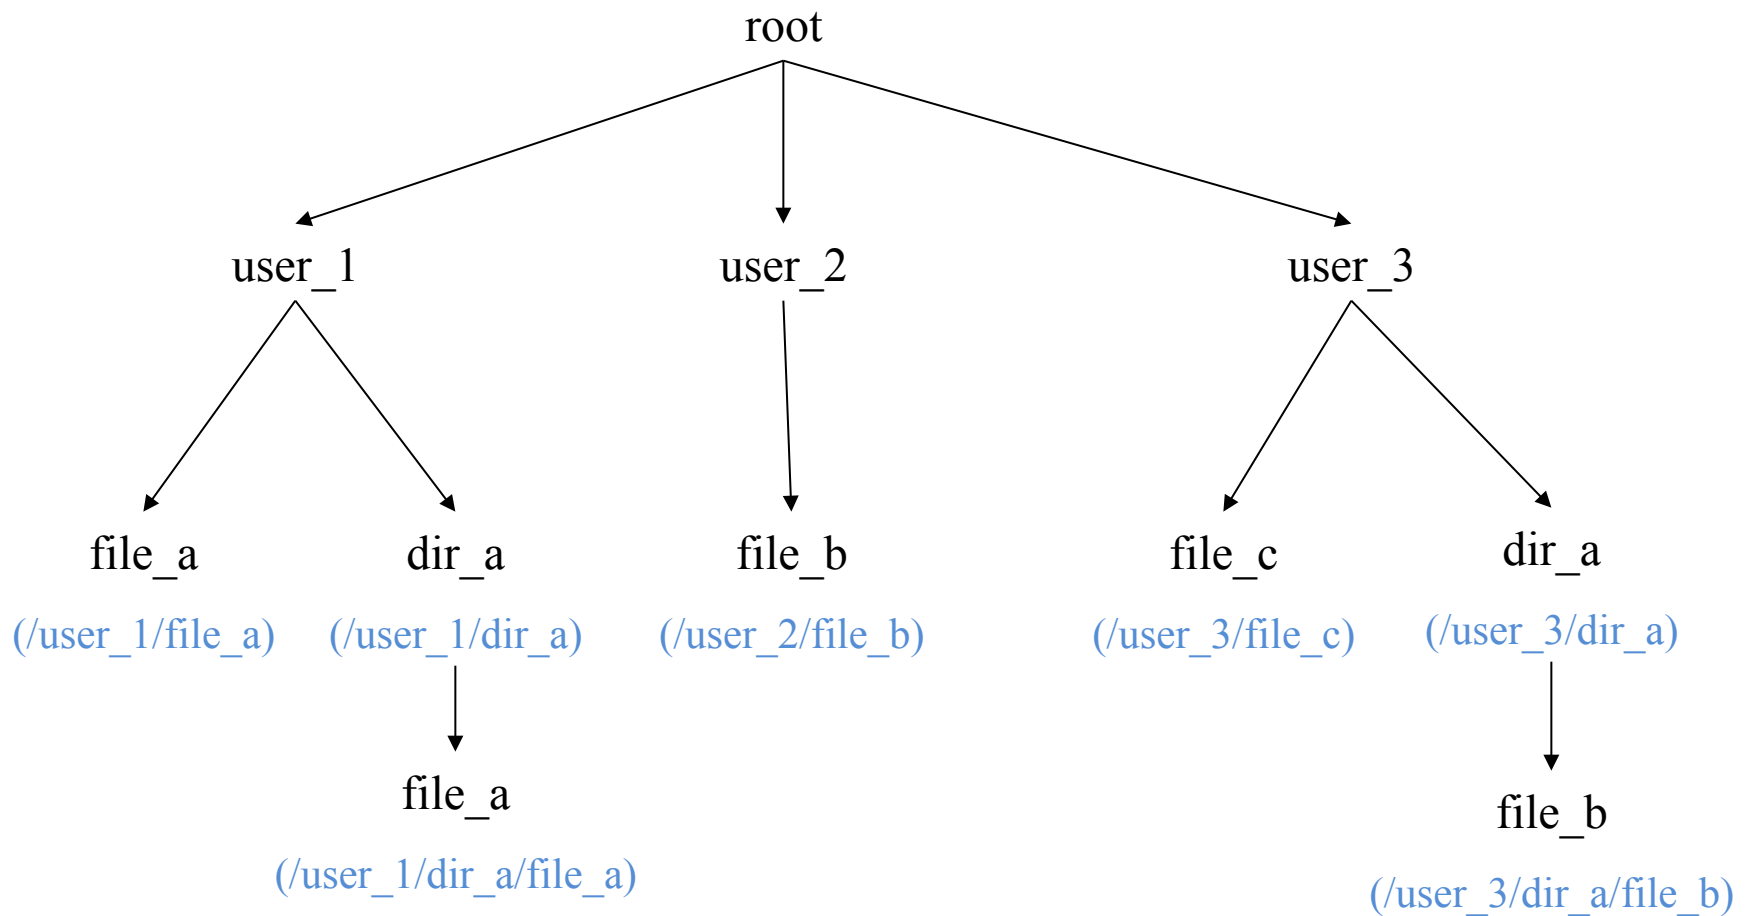 root
user_1
user_2
user_3
file_a
dir_a
file_b
file_c
dir_a
(/user_1/file_a)
(/user_1/dir_a)
(/user_2/file_b)
(/user_3/file_c)
(/user_3/dir_a)
file_a
file_b
(/user_1/dir_a/file_a)
(/user_3/dir_a/file_b)